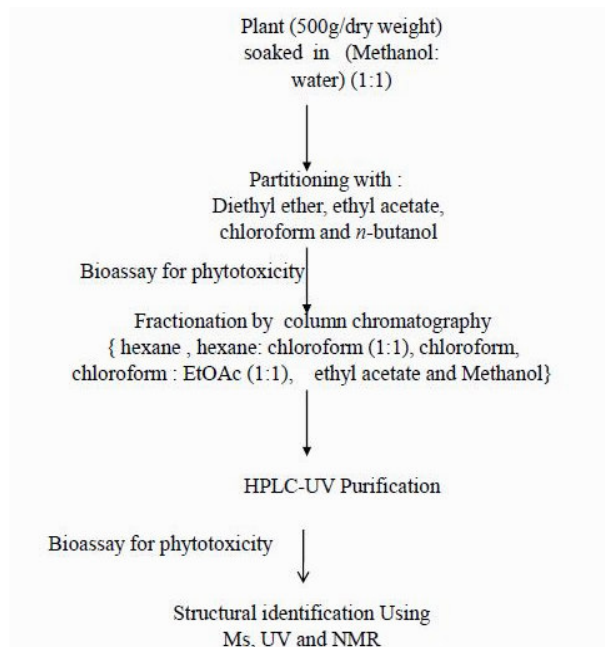 Plant (500g/dry weight)
soaked in (Methanol:
water) (1:1)
Partitioning with :
Diethyl ether, ethyl acetate,
chloroform and n-butanol
Bioassay for phytotoxicity
Fractionation by column chromatography
{ hexane , hexane: chloroform (1:1), chloroform,
chloroform : EtOAc (1:1), ethyl acetate and Methanol}
HPLC-UV Purification
Bioassay for phytotoxicity
Structural identification Using
Ms, UV and NMR